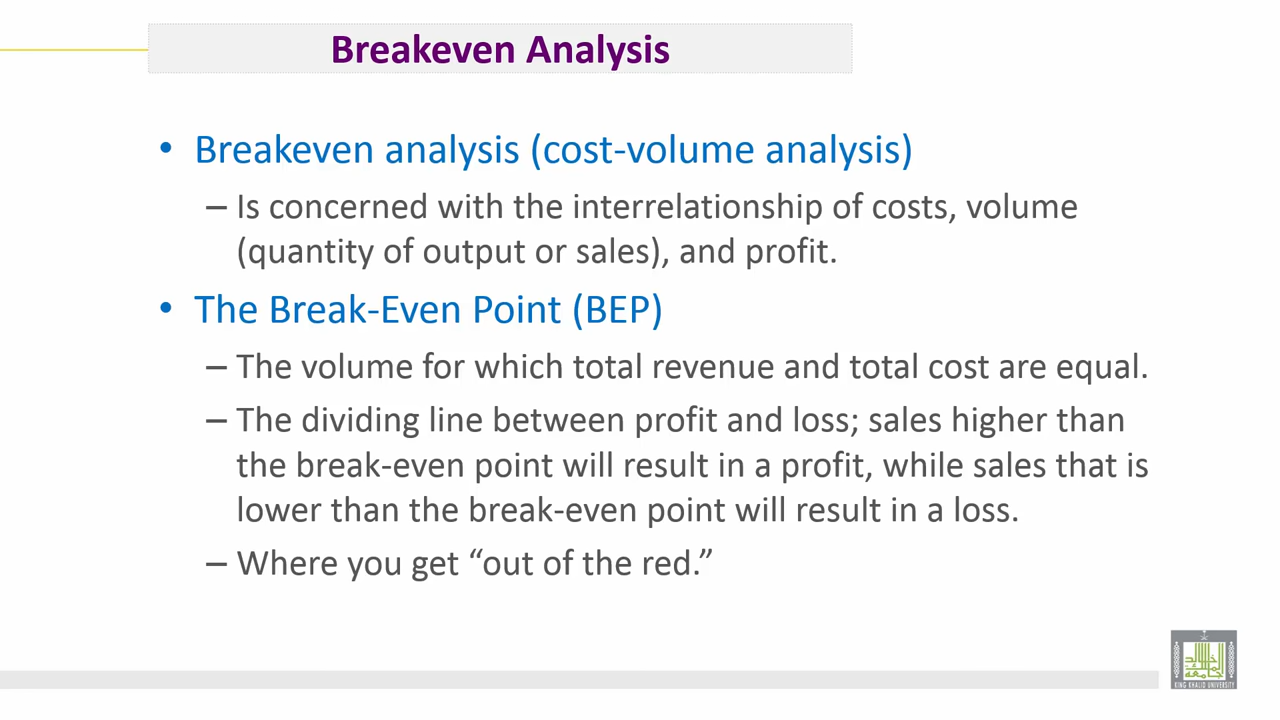 Breakeven Analysis
• Breakeven analysis (cost-volume analysis)
– Is concerned with the interrelationship of costs, volume
(quantity of output or sales), and profit.
• The Break-Even Point (BEP)
– The volume for which total revenue and total cost are equal.
– The dividing line between profit and loss; sales higher than
the break-even point will result in a profit, while sales that is
lower than the break-even point will result in a loss.
– Where you get “out of the red.”
KING KHALID UNIVERSITY